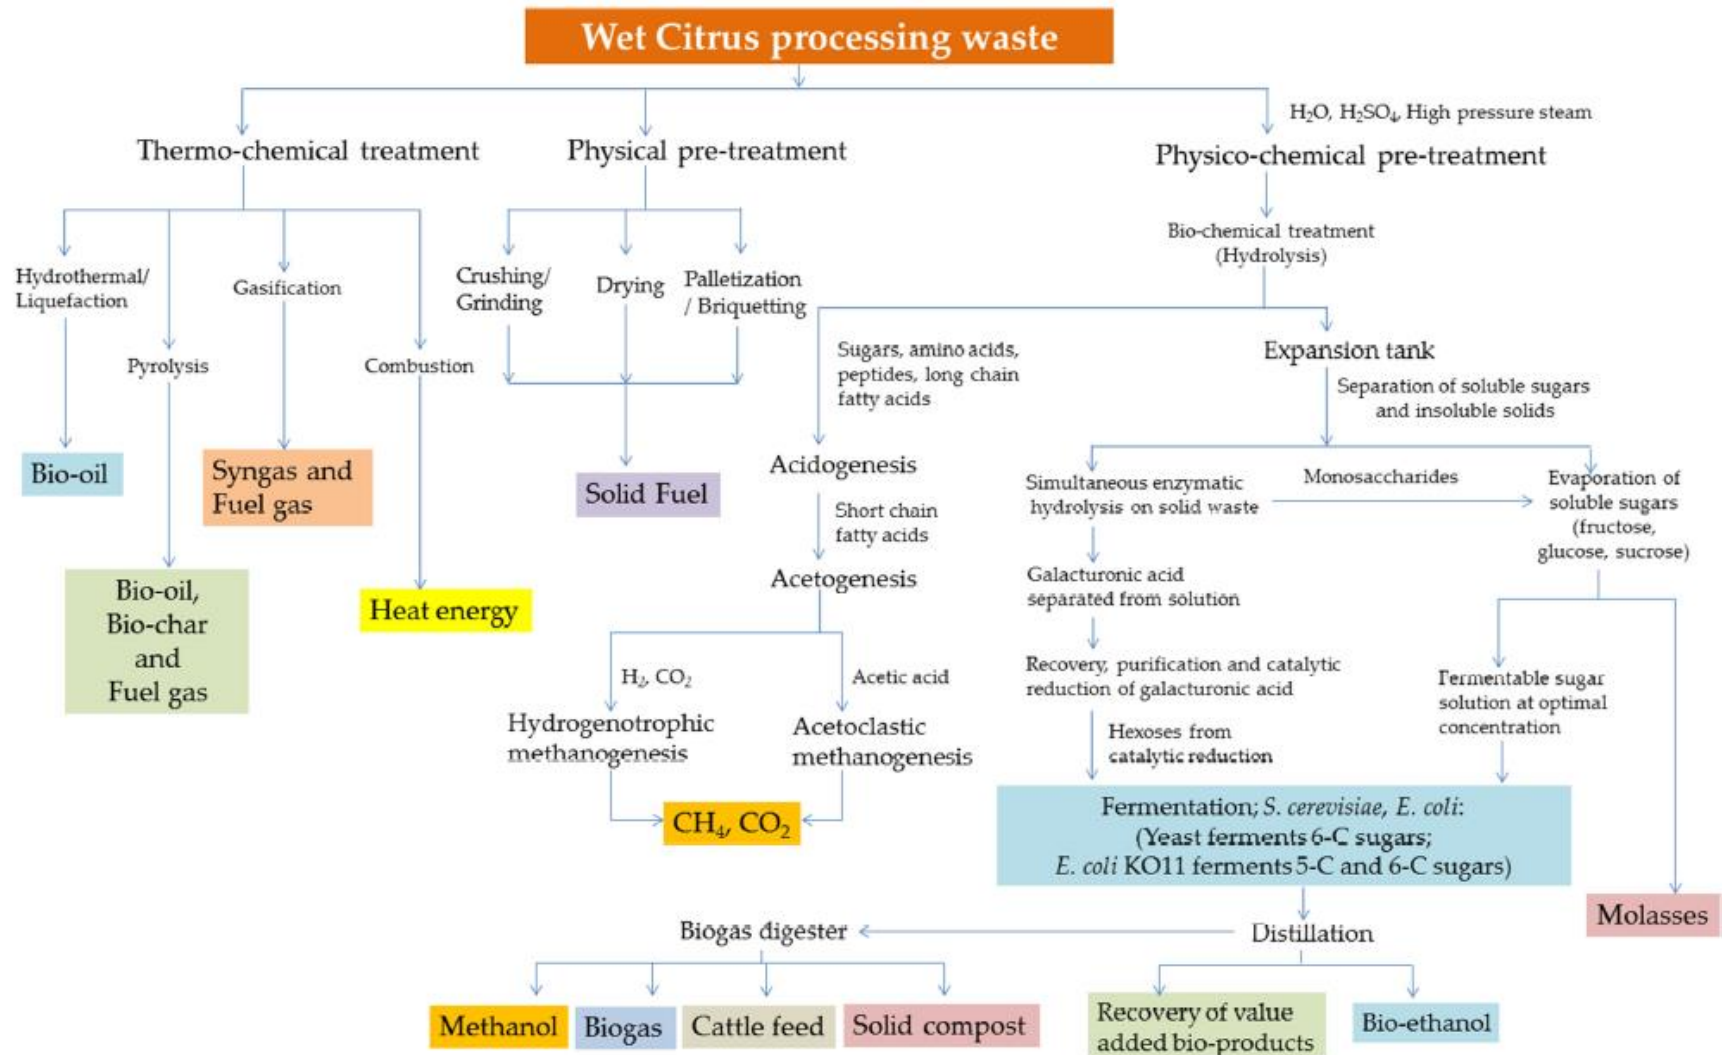 Wet Citrus processing waste
H₂O, H₂SO₄, High pressure steam
Thermo-chemical treatment
Physical pre-treatment
Physico-chemical pre-treatment
Bio-chemical treatment
(Hydrolysis)
Hydrothermal/
Liquefaction
Gasification
Pyrolysis
Combustion
Crushing/
Grinding
Drying
Palletization
/ Briquetting
Sugars, amino acids,
peptides, long chain
fatty acids
Expansion tank
Separation of soluble sugars
and insoluble solids
Bio-oil
Syngas and
Fuel gas
Solid Fuel
Acidogenesis
Short chain
fatty acids
Acetogenesis
Simultaneous enzymatic
hydrolysis on solid waste
Monosaccharides
Evaporation of
soluble sugars
(fructose,
glucose, sucrose)
Galacturonic acid
separated from solution
Bio-oil,
Bio-char
and
Fuel gas
Heat energy
H₂, CO₂
Acetic acid
Recovery, purification and catalytic
reduction of galacturonic acid
Fermentable sugar
solution at optimal
concentration
Hydrogenotrophic
methanogenesis
Acetoclastic
methanogenesis
Hexoses from
catalytic reduction
CH₄, CO₂
Fermentation; S. cerevisiae, E. coli:
(Yeast ferments 6-C sugars;
E. coli KO11 ferments 5-C and 6-C sugars)
Molasses
Biogas digester
Distillation
Methanol
Biogas
Cattle feed
Solid compost
Recovery of value
added bio-products
Bio-ethanol